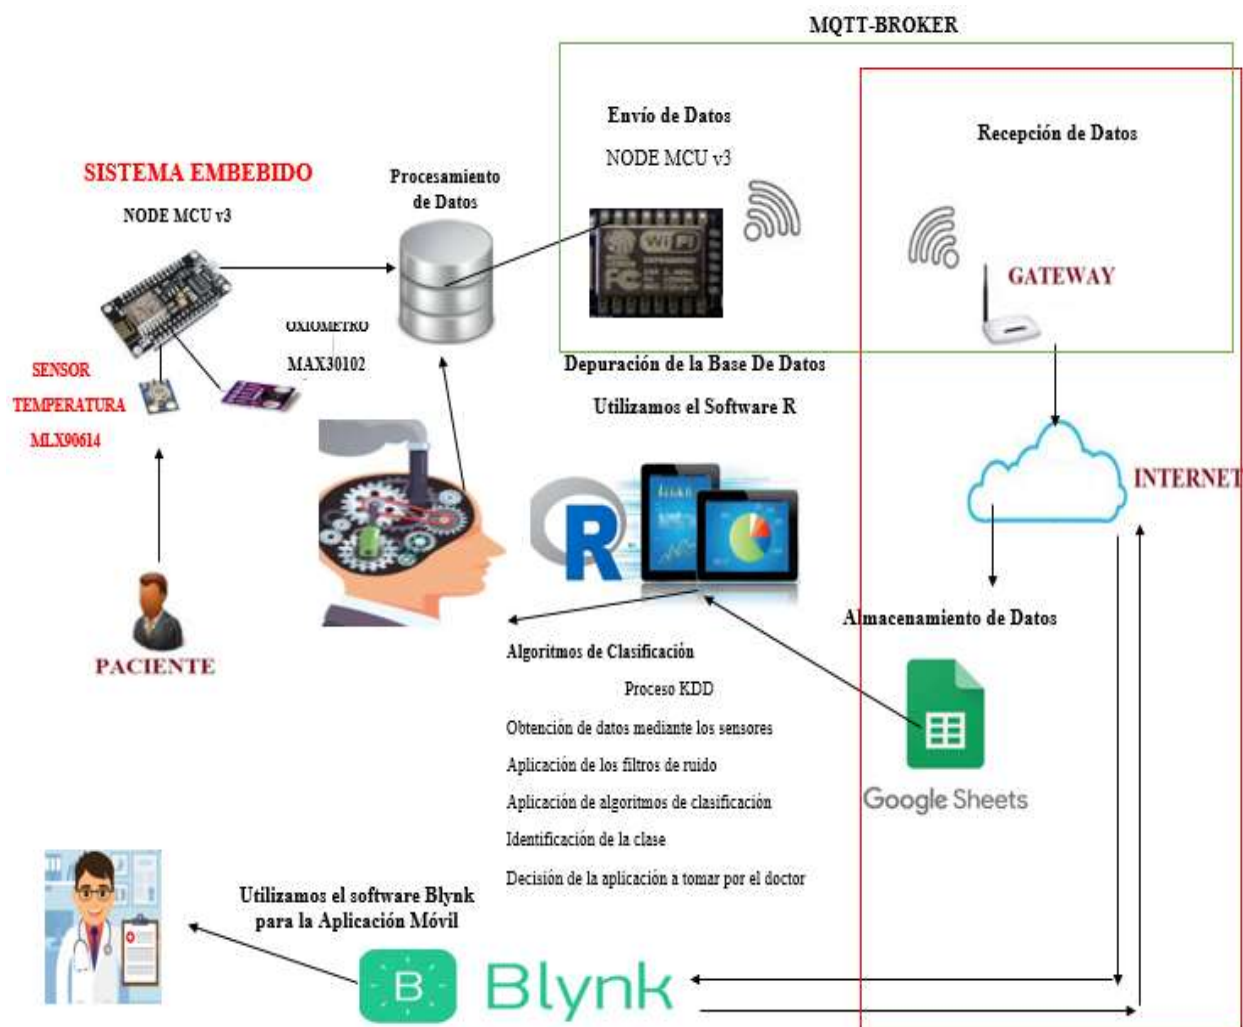 MQTT-BROKER
Envío de Datos
NODE MCU v3
Recepción de Datos
SISTEMA EMBEBIDO
NODE MCU v3
Procesamiento
de Datos
WiFi
FC
GATEWAY
OXIOMETRO
MAX30102
SENSOR
TEMPERATURA
MLX90614
Depuración de la Base De Datos
Utilizamos el Software R
R
INTERNET
PACIENTE
Almacenamiento de Datos
Algoritmos de Clasificación
Proceso KDD
Obtención de datos mediante los sensores
Aplicación de los filtros de ruido
Aplicación de algoritmos de clasificación
Identificación de la clase
Decisión de la aplicación a tomar por el doctor
Google Sheets
Utilizamos el software Blynk
para la Aplicación Móvil
B
Blynk